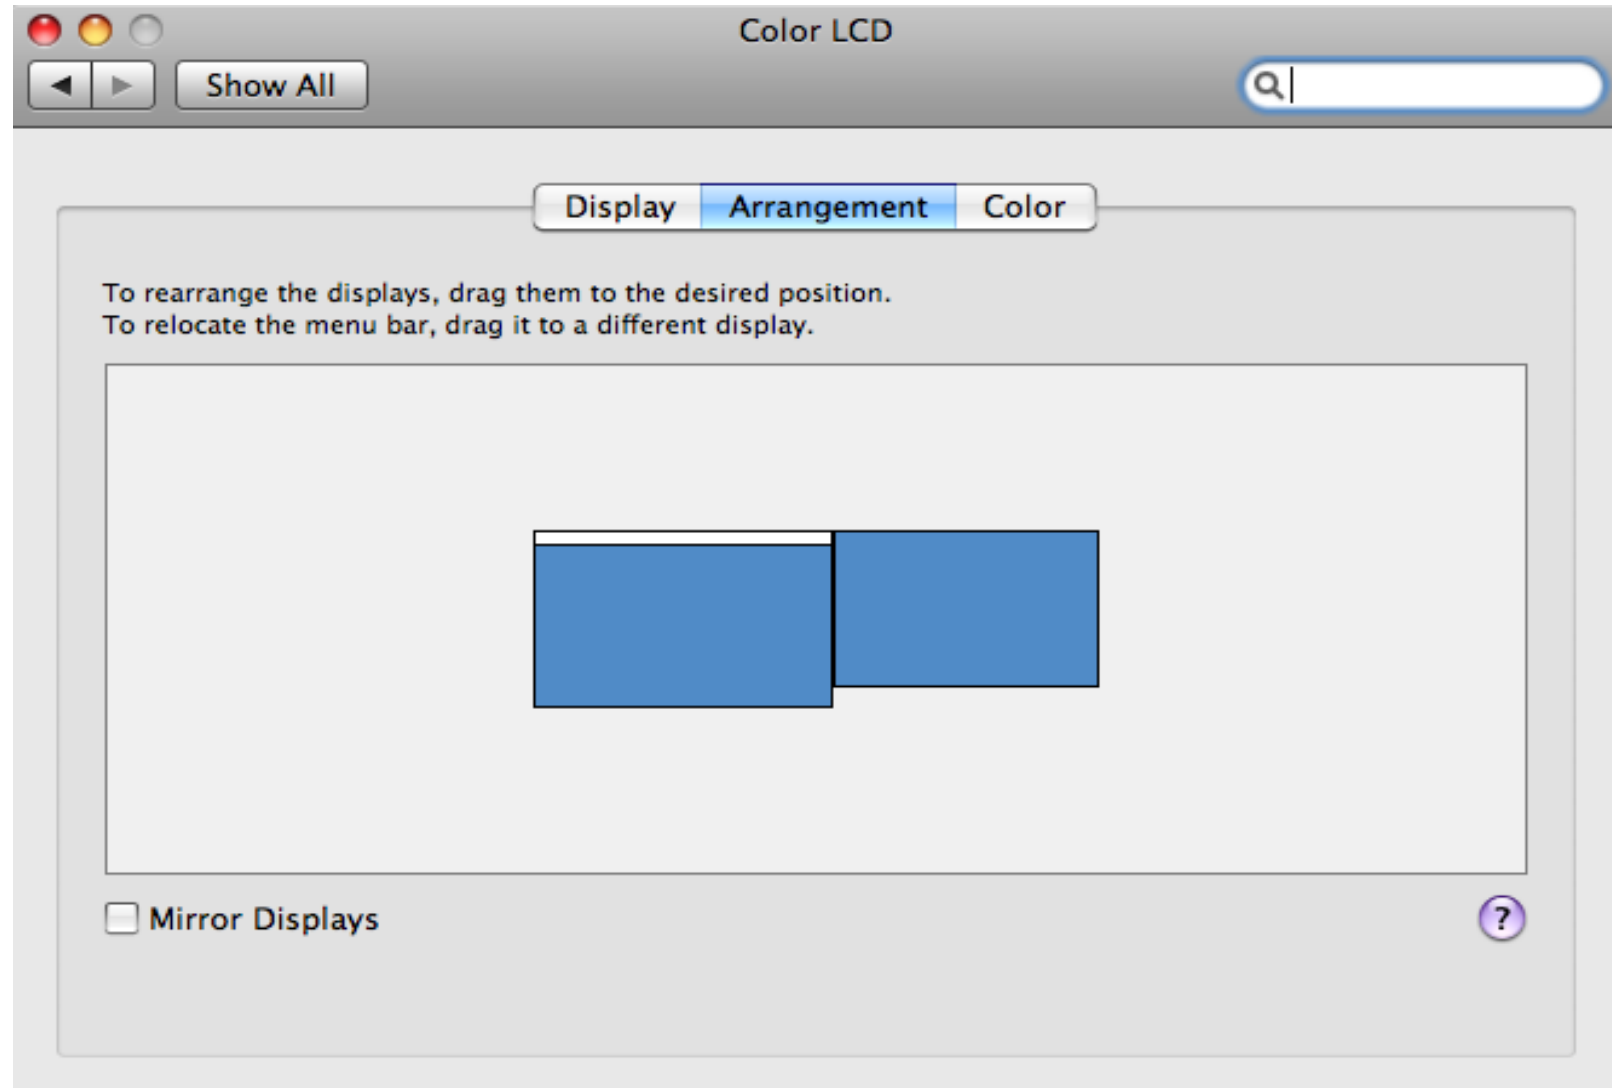 Color LCD
Show All
Display Arrangement Color
To rearrange the displays, drag them to the desired position.
To relocate the menu bar, drag it to a different display.
Mirror Displays
?